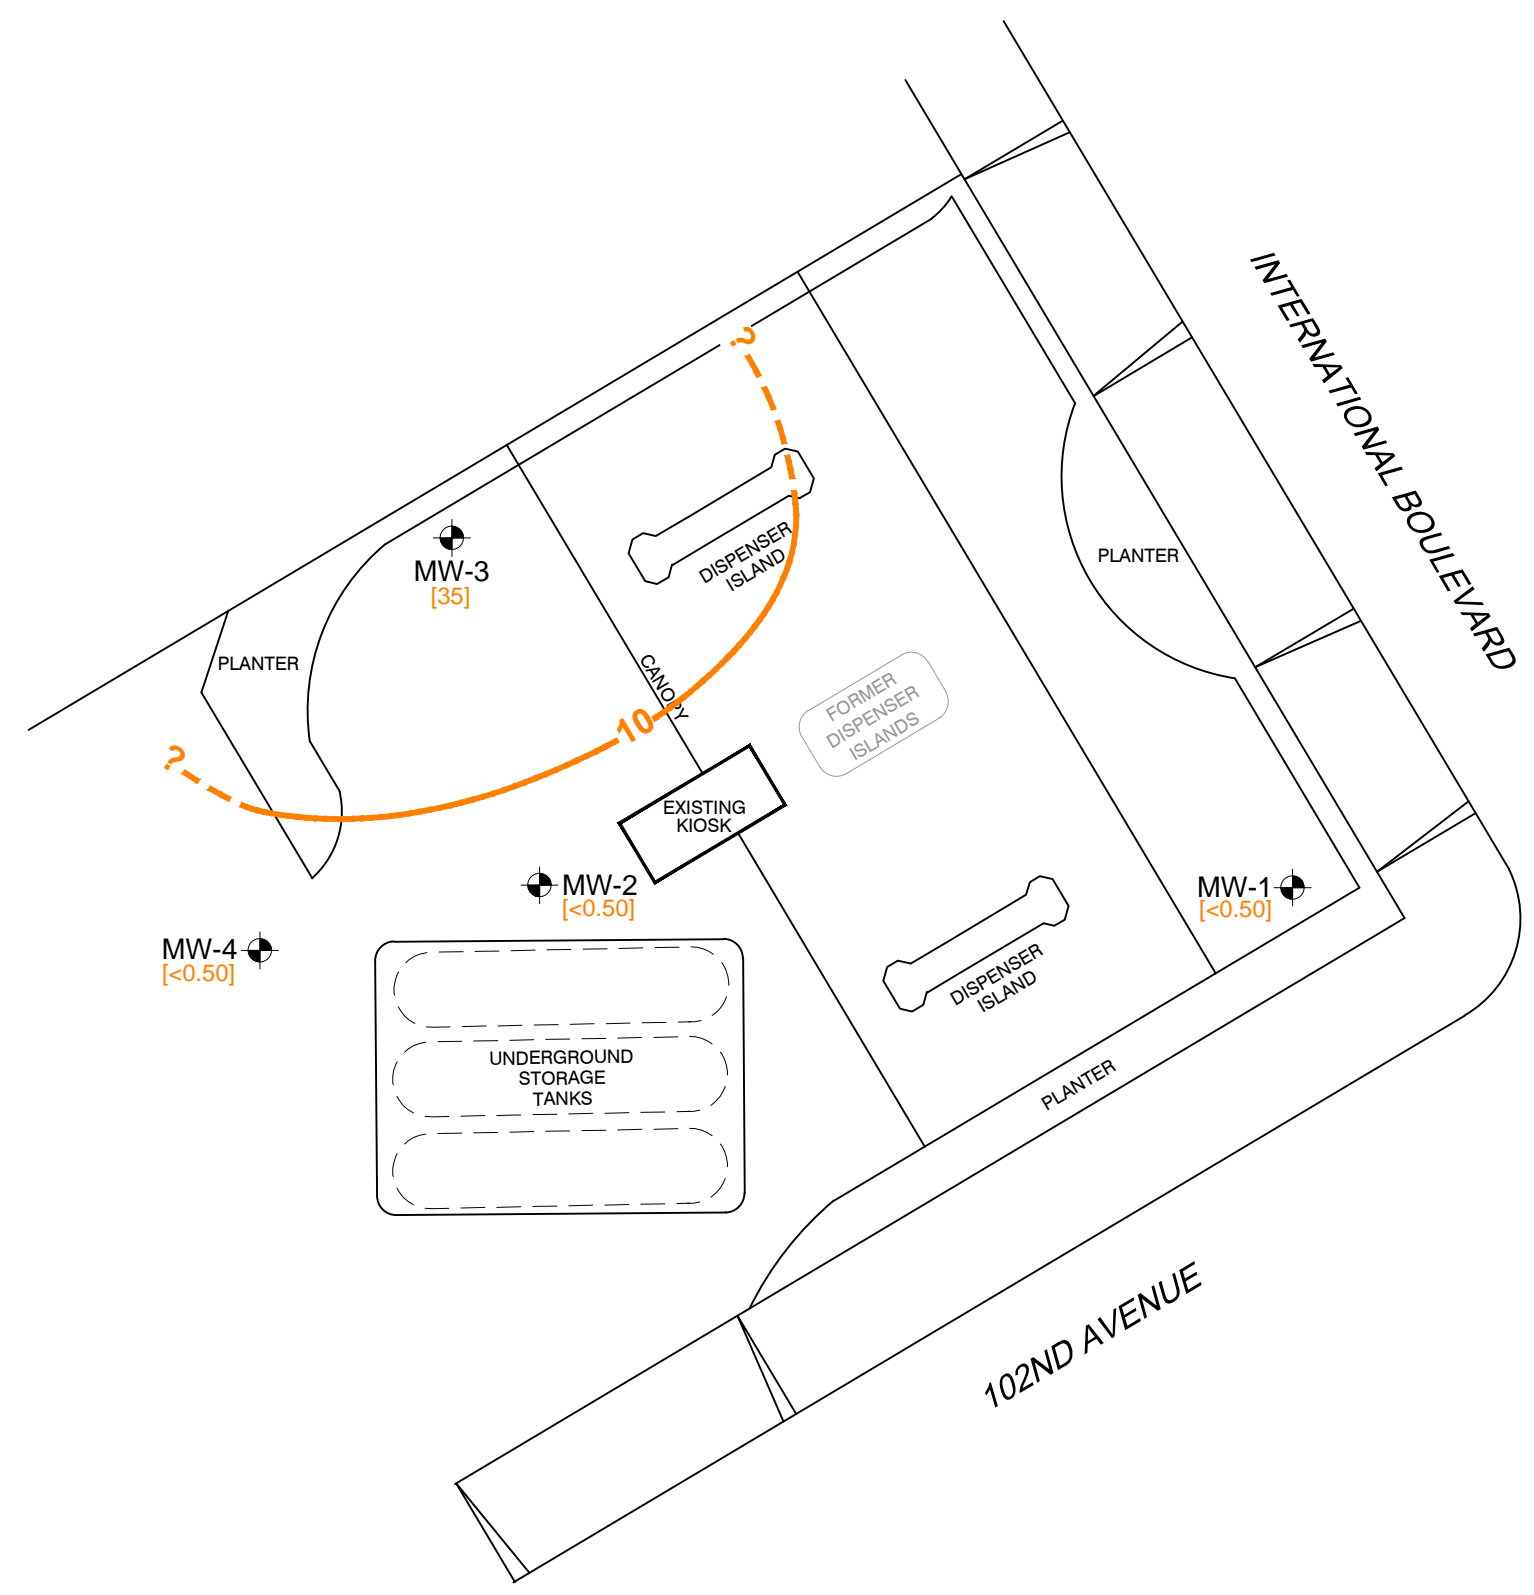 INTERNATIONAL BOULEVARD
?
DISPENSER
ISLAND
PLANTER
MW-3
[35]
PLANTER
CANOPY
FORMER
DISPENSER
ISLANDS
10
?
EXISTING
KIOSK
MW-2
[<0.50]
MW-1
[<0.50]
MW-4
[<0.50]
DISPENSER
ISLAND
UNDERGROUND
STORAGE
TANKS
PLANTER
102ND AVENUE